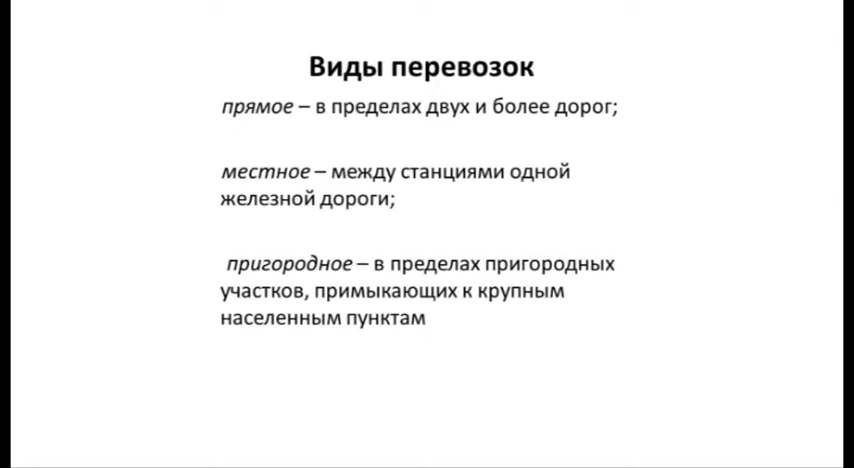 Виды перевозок
прямое – в пределах двух и более дорог;
местное – между станциями одной
железной дороги;
пригородное – в пределах пригородных
участков, примыкающих к крупным
населенным пунктам